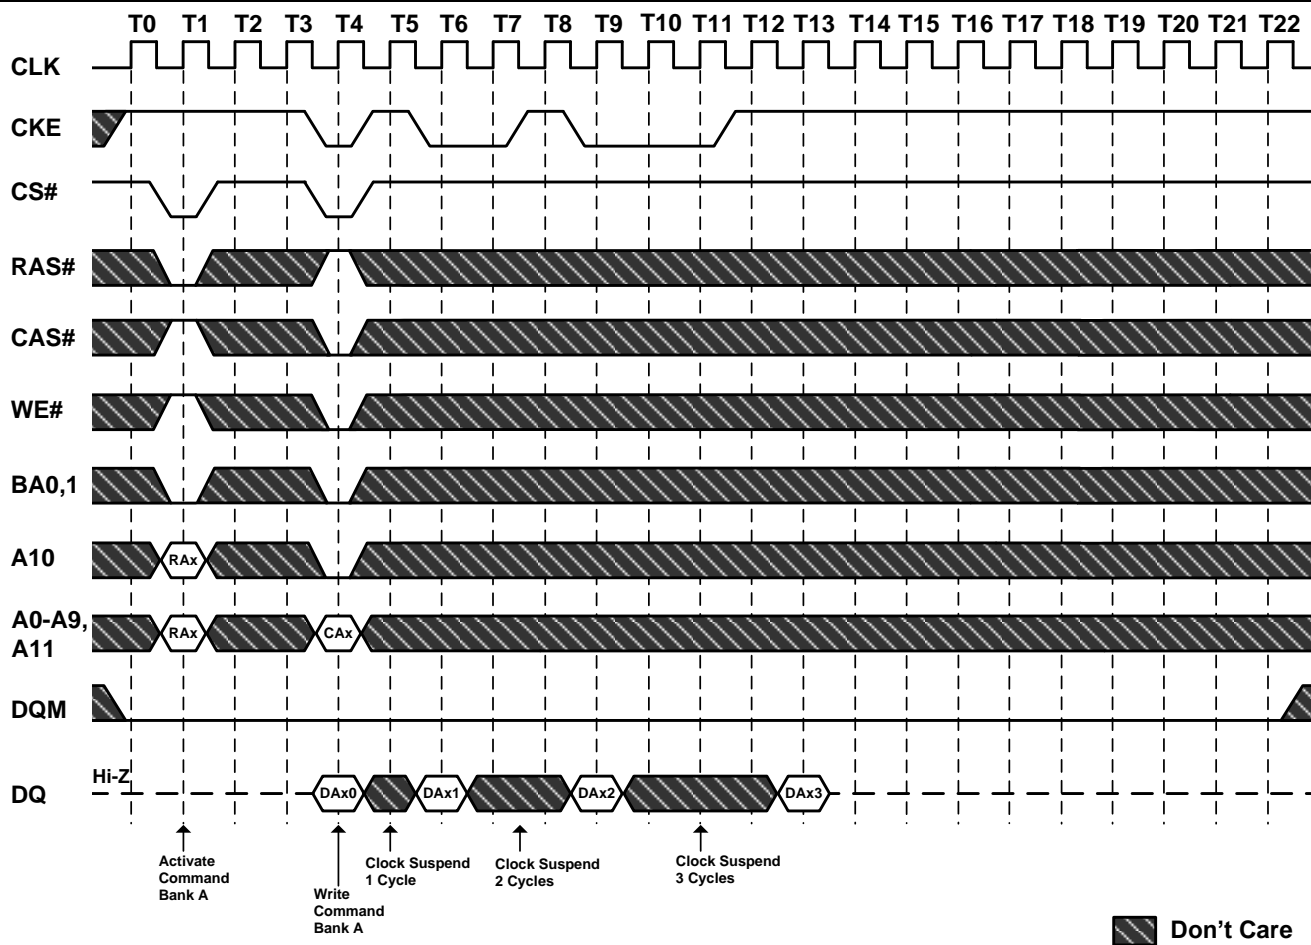 T0 T1 T2 T3 T4 T5 T6 T7 T8 T9 T10 T11 T12 T13 T14 T15 T16 T17 T18 T19 T20 T21 T22
CLK
CKE
CS#
RAS#
CAS#
WE#
BA0,1
A10 RAx
A0-A9, RAx CAx
A11
DQM
Hi-Z
DQ DAx0 DAx1 DAx2 DAx3
Activate
Command
Bank A
Write
Command
Bank A
Clock Suspend
1 Cycle
Clock Suspend
2 Cycles
Clock Suspend
3 Cycles
Don't Care